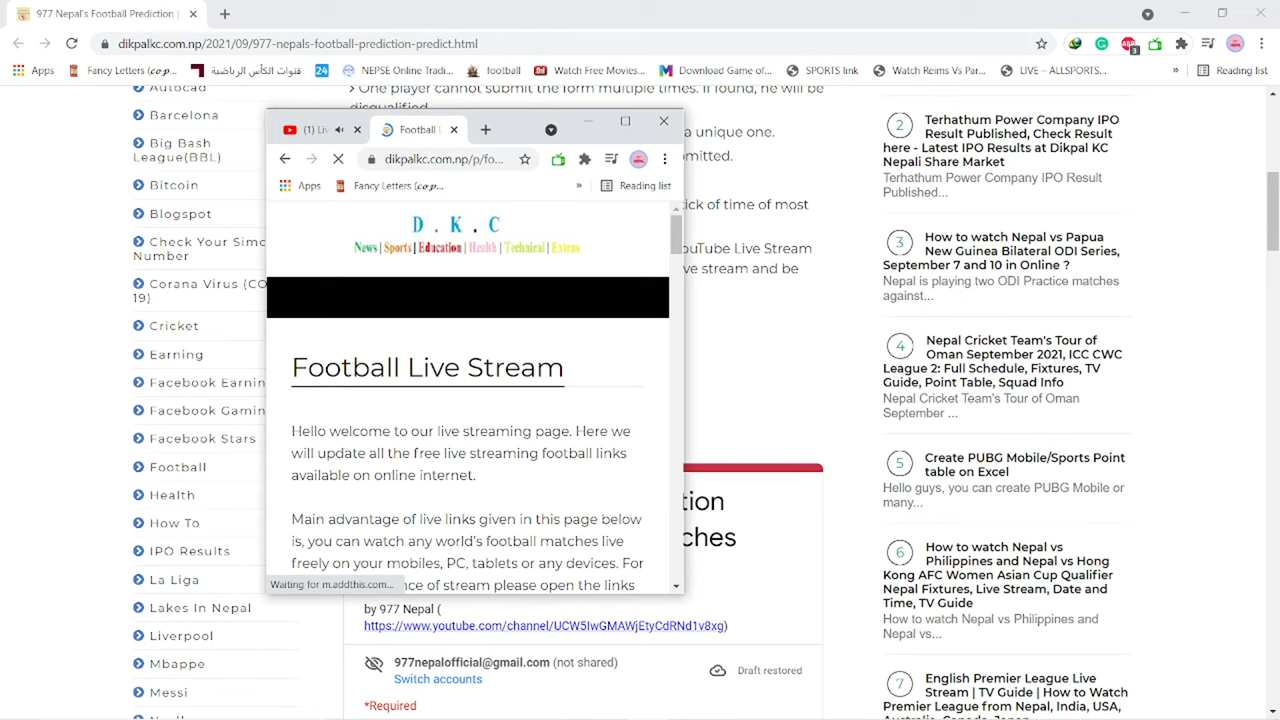 977 Nepal's Football Prediction |
dikpalkc.com.np/2021/09/977-nepals-football-prediction-predict.html
3
Apps Fancy Letters (𝓬𝓸𝓹... قنوات الكأس الرياضية 24 NEPSE Online Tradi... football Watch Free Movies... Download Game of... SPORTS link Watch Reims Vs Par... LIVE – ALLSPORTS... » Reading list
Autocad
Barcelona
Big Bash
League(BBL)
Bitcoin
Blogspot
Check Your Simc
Number
Corana Virus (CO
19)
Cricket
Earning
Facebook Earnin
Facebook Gamin
Facebook Stars
Football
Health
How To
IPO Results
La Liga
Lakes In Nepal
Liverpool
Mbappe
Messi
One player cannot submit the form multiple times. If found, he will be
disqualified.
a unique one.
omitted.
ick of time of most
uTube Live Stream
ve stream and be
(1) Li
Football L
dikpalkc.com.np/p/fo...
Apps Fancy Letters (𝓬𝓸𝓹... » Reading list
D . K . C
News | Sports | Education | Health | Technical | Extras
Football Live Stream
Hello welcome to our live streaming page. Here we
will update all the free live streaming football links
available on online internet.
Main advantage of live links given in this page below
is, you can watch any world's football matches live
freely on your mobiles, PC, tablets or any devices. For
nce of stream please open the links
Waiting for m.addthis.com...
tion
ches
by 977 Nepal (
https://www.youtube.com/channel/UCW5IwGMAWjEtyCdRNd1v8xg)
977nepalofficial@gmail.com (not shared)
Switch accounts
Draft restored
*Required
2 Terhathum Power Company IPO
Result Published, Check Result
here - Latest IPO Results at Dikpal KC
Nepali Share Market
Terhathum Power Company IPO Result
Published...
3 How to watch Nepal vs Papua
New Guinea Bilateral ODI Series,
September 7 and 10 in Online ?
Nepal is playing two ODI Practice matches
against...
4 Nepal Cricket Team's Tour of
Oman September 2021, ICC CWC
League 2: Full Schedule, Fixtures, TV
Guide, Point Table, Squad Info
Nepal Cricket Team's Tour of Oman
September ...
5 Create PUBG Mobile/Sports Point
table on Excel
Hello guys, you can create PUBG Mobile or
many...
6 How to watch Nepal vs
Philippines and Nepal vs Hong
Kong AFC Women Asian Cup Qualifier
Nepal Fixtures, Live Stream, Date and
Time, TV Guide
How to watch Nepal vs Philippines and
Nepal vs...
7 English Premier League Live
Stream | TV Guide | How to Watch
Premier League from Nepal, India, USA,
Australia, Canada, Japan